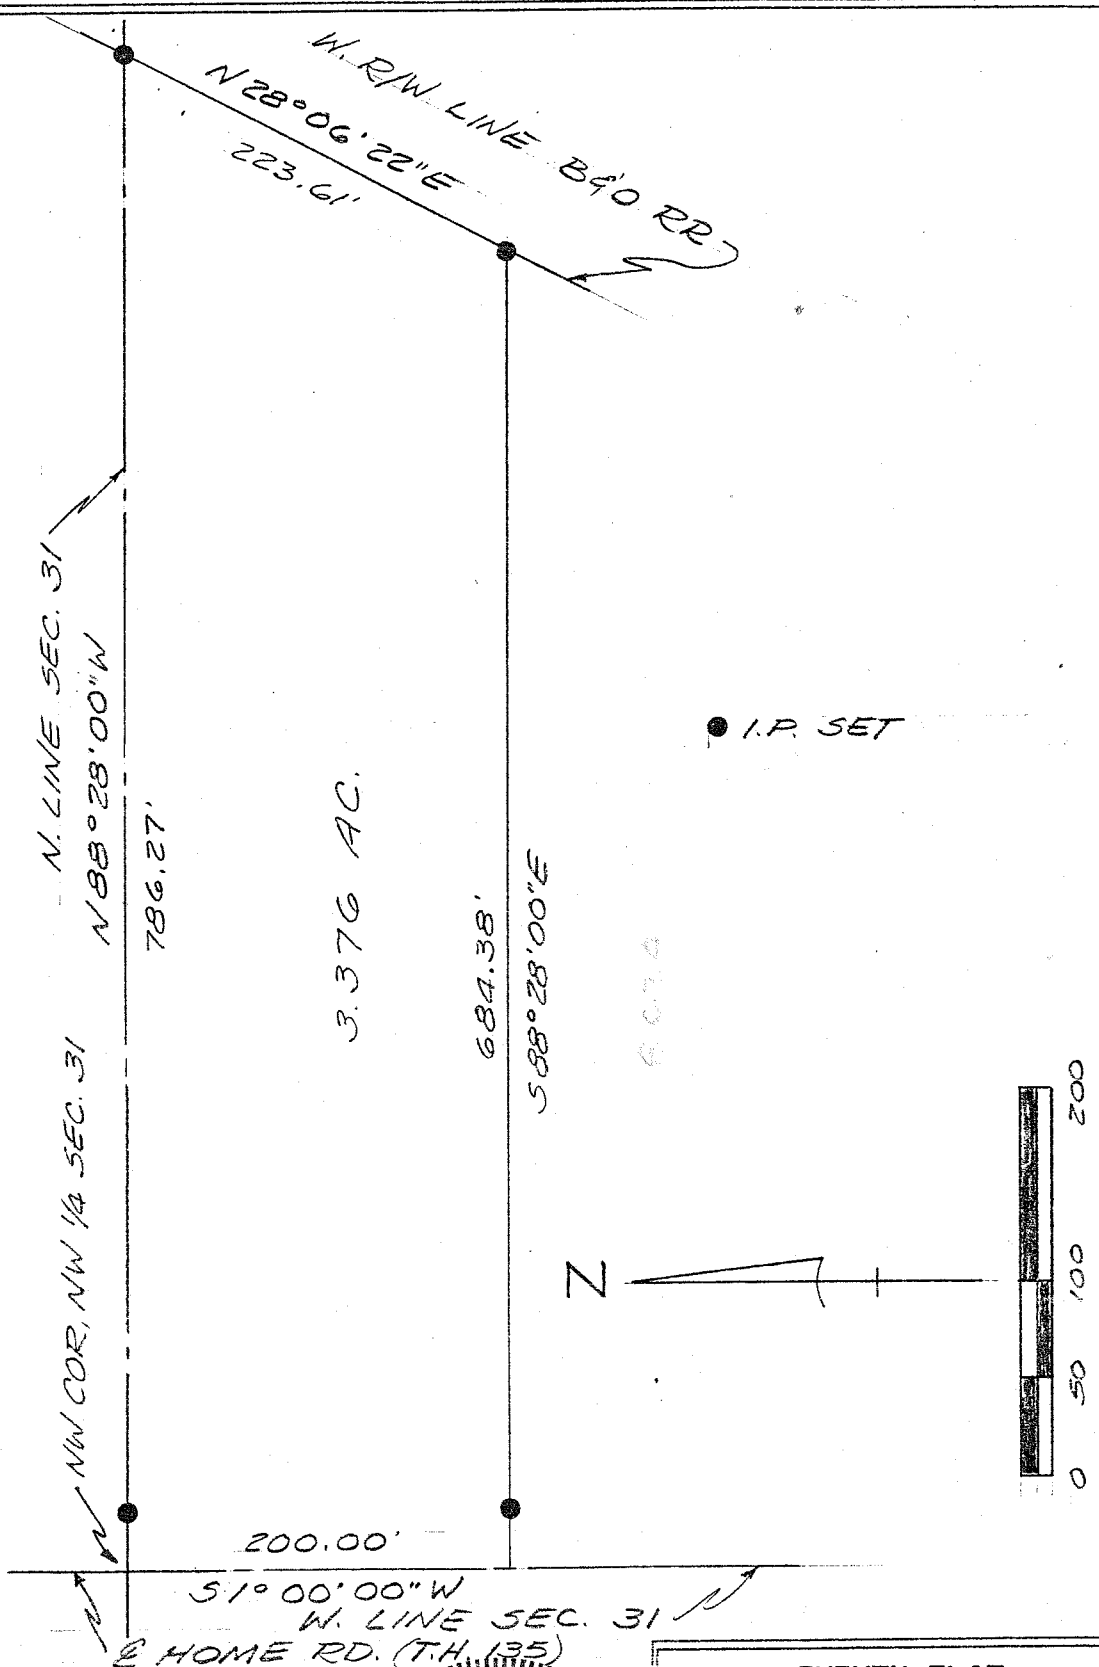 W. R/W LINE B&O RR
N28°06'22"E
223.61'
N. LINE SEC. 31
N88°28'00"W
786.27'
3.376 AC.
684.38'
S88°28'00"E
I.P. SET
NW COR, NW 1/4 SEC. 31
N
0 50 100 200
200.00'
S1°00'00"W
W. LINE SEC. 31
℄ HOME RD. (T.H. 135)